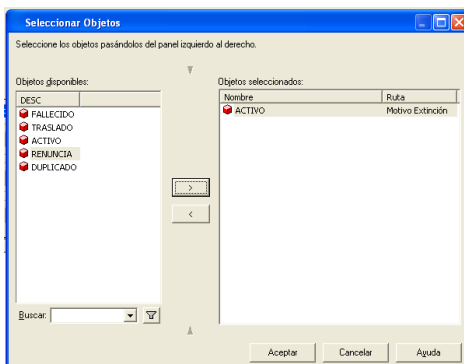 Seleccionar Objetos
Seleccione los objetos pasándolos del panel izquierdo al derecho.
Objetos disponibles:
DESC
FALLECIDO
TRASLADO
ACTIVO
RENUNCIA
DUPLICADO
Buscar:
>
<
Objetos seleccionados:
Nombre Ruta
ACTIVO Motivo Extinción
Aceptar Cancelar Ayuda